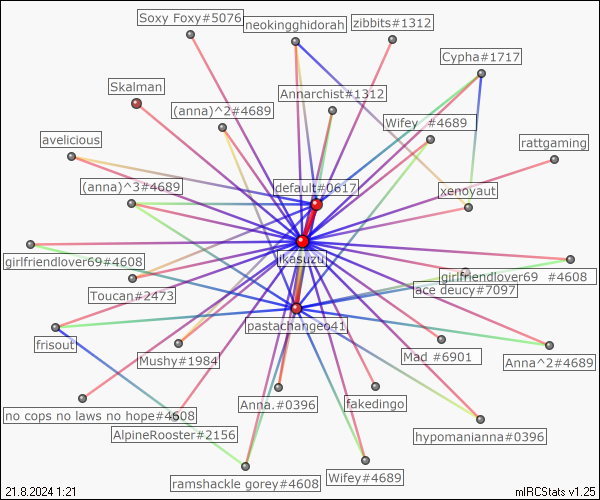 Soxy Foxy#5076
neokingghidorah
zibbits#1312
Cypha#1717
Skalman
Annarchist#1312
(anna)^2#4689
Wifey  #4689
avelicious
rattgaming
(anna)^3#4689
default#0617
xenoyaut
girlfriendlover69#4608
jikasuzu
girlfriendlover69  #4608
ace deucy#7097
Toucan#2473
pastachangeo41
frisout
Mushy#1984
Mad #6901
Anna^2#4689
no cops no laws no hope#4608
Anna.#0396
fakedingo
AlpineRooster#2156
hypomanianna#0396
ramshackle gorey#4608
Wifey#4689
21.8.2024 1:21
mIRCStats v1.25